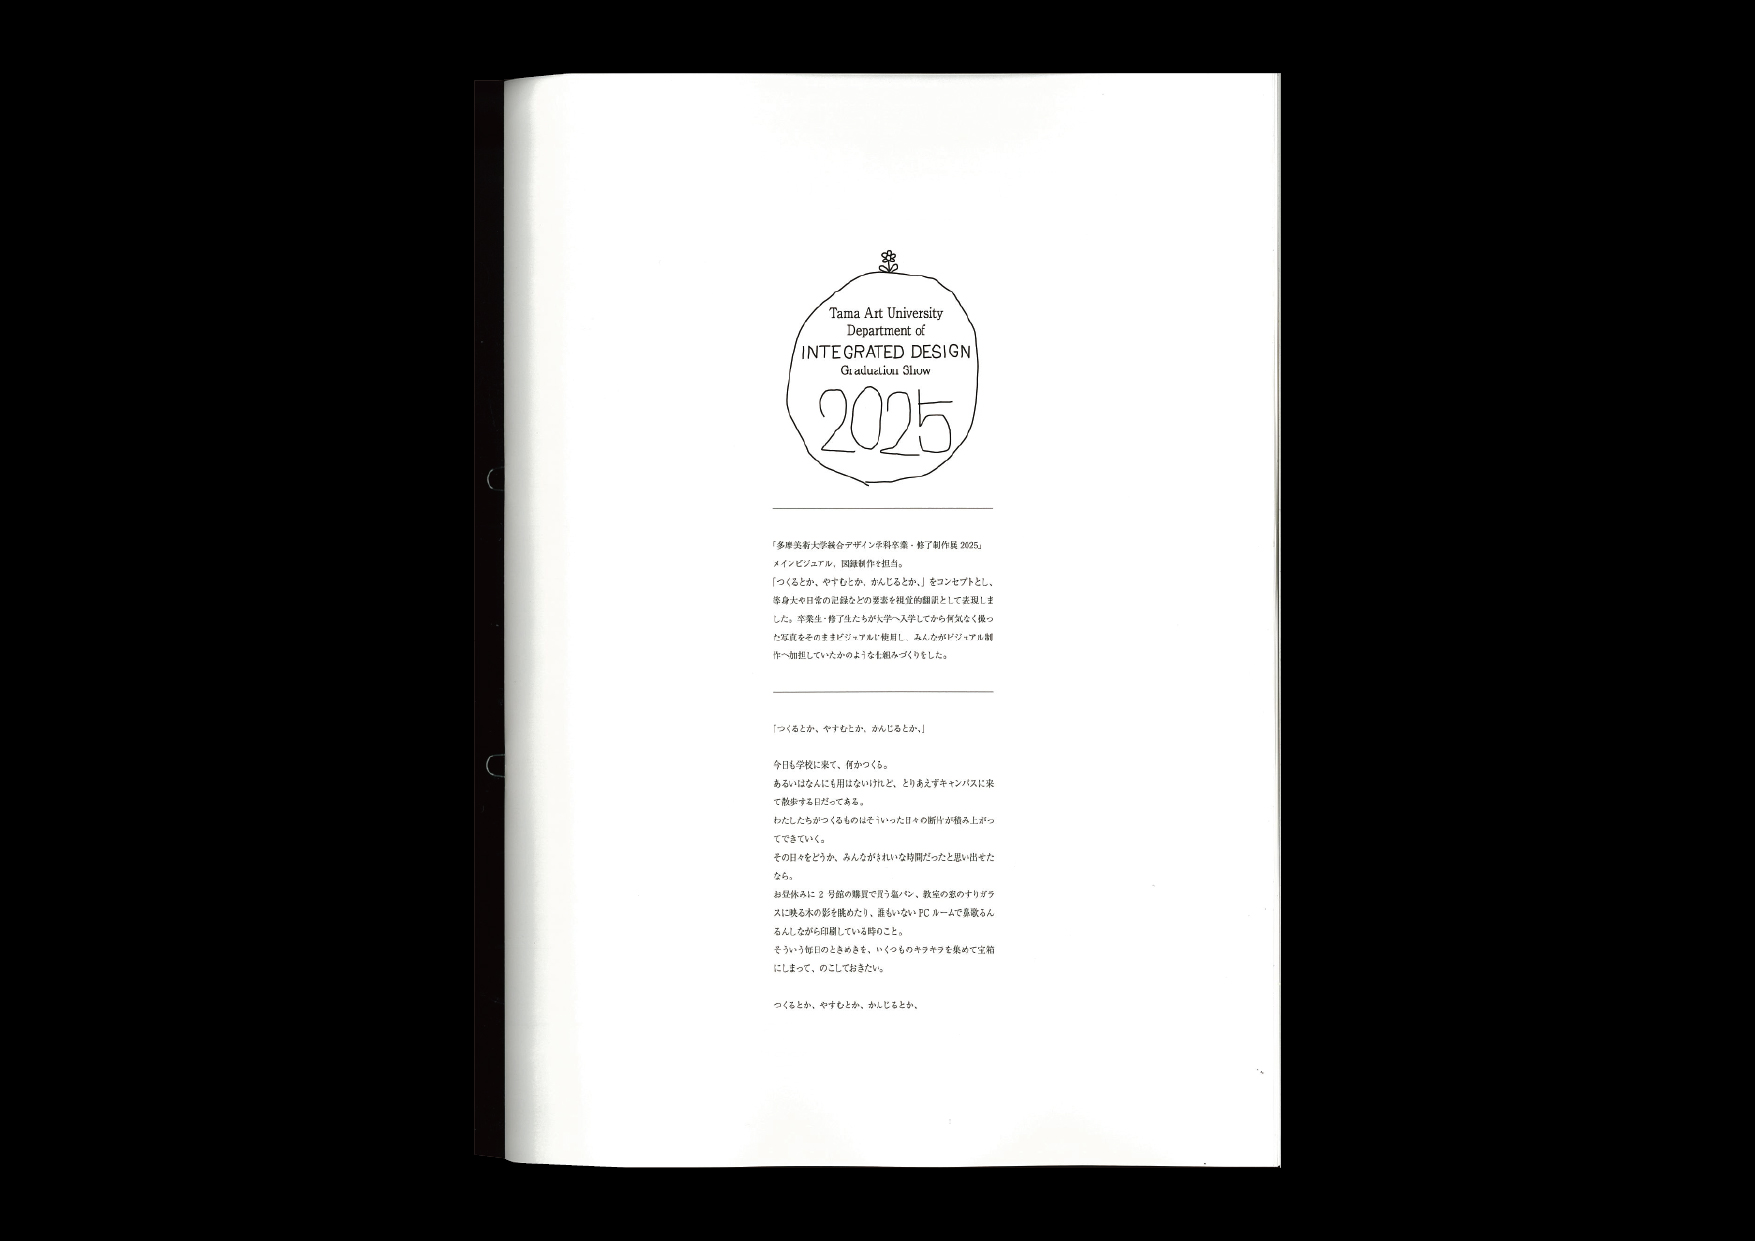 Tama Art University
Department of
INTEGRATED DESIGN
Graduation Show
2025
「多摩美術大学統合デザイン学科卒業・修了制作展 2025」
メインビジュアル、図録制作を担当。
「つくるとか、やすむとか、かんじるとか、」をコンセプトとし、
等身大や日常の記録などの要素を視覚的翻訳として表現しま
した。卒業生・修了生たちが大学へ入学してから何気なく撮っ
た写真をそのままビジュアルに使用し、みんながビジュアル制
作へ加担していたかのような仕組みづくりをした。
「つくるとか、やすむとか、かんじるとか、」
今日も学校に来て、何かつくる。
あるいはなんにも用はないけれど、とりあえずキャンパスに来
て散歩する日だってある。
わたしたちがつくるものはそういった日々の断片が積み上がっ
てできていく。
その日々をどうか、みんながきれいな時間だったと思い出せた
なら。
お昼休みに 2 号館の購買で買う塩パン、教室の窓のすりガラ
スに映る木の影を眺めたり、誰もいない PC ルームで鼻歌るん
るんしながら印刷している時のこと。
そういう毎日のときめきを、いくつものキラキラを集めて宝箱
にしまって、のこしておきたい。
つくるとか、やすむとか、かんじるとか、